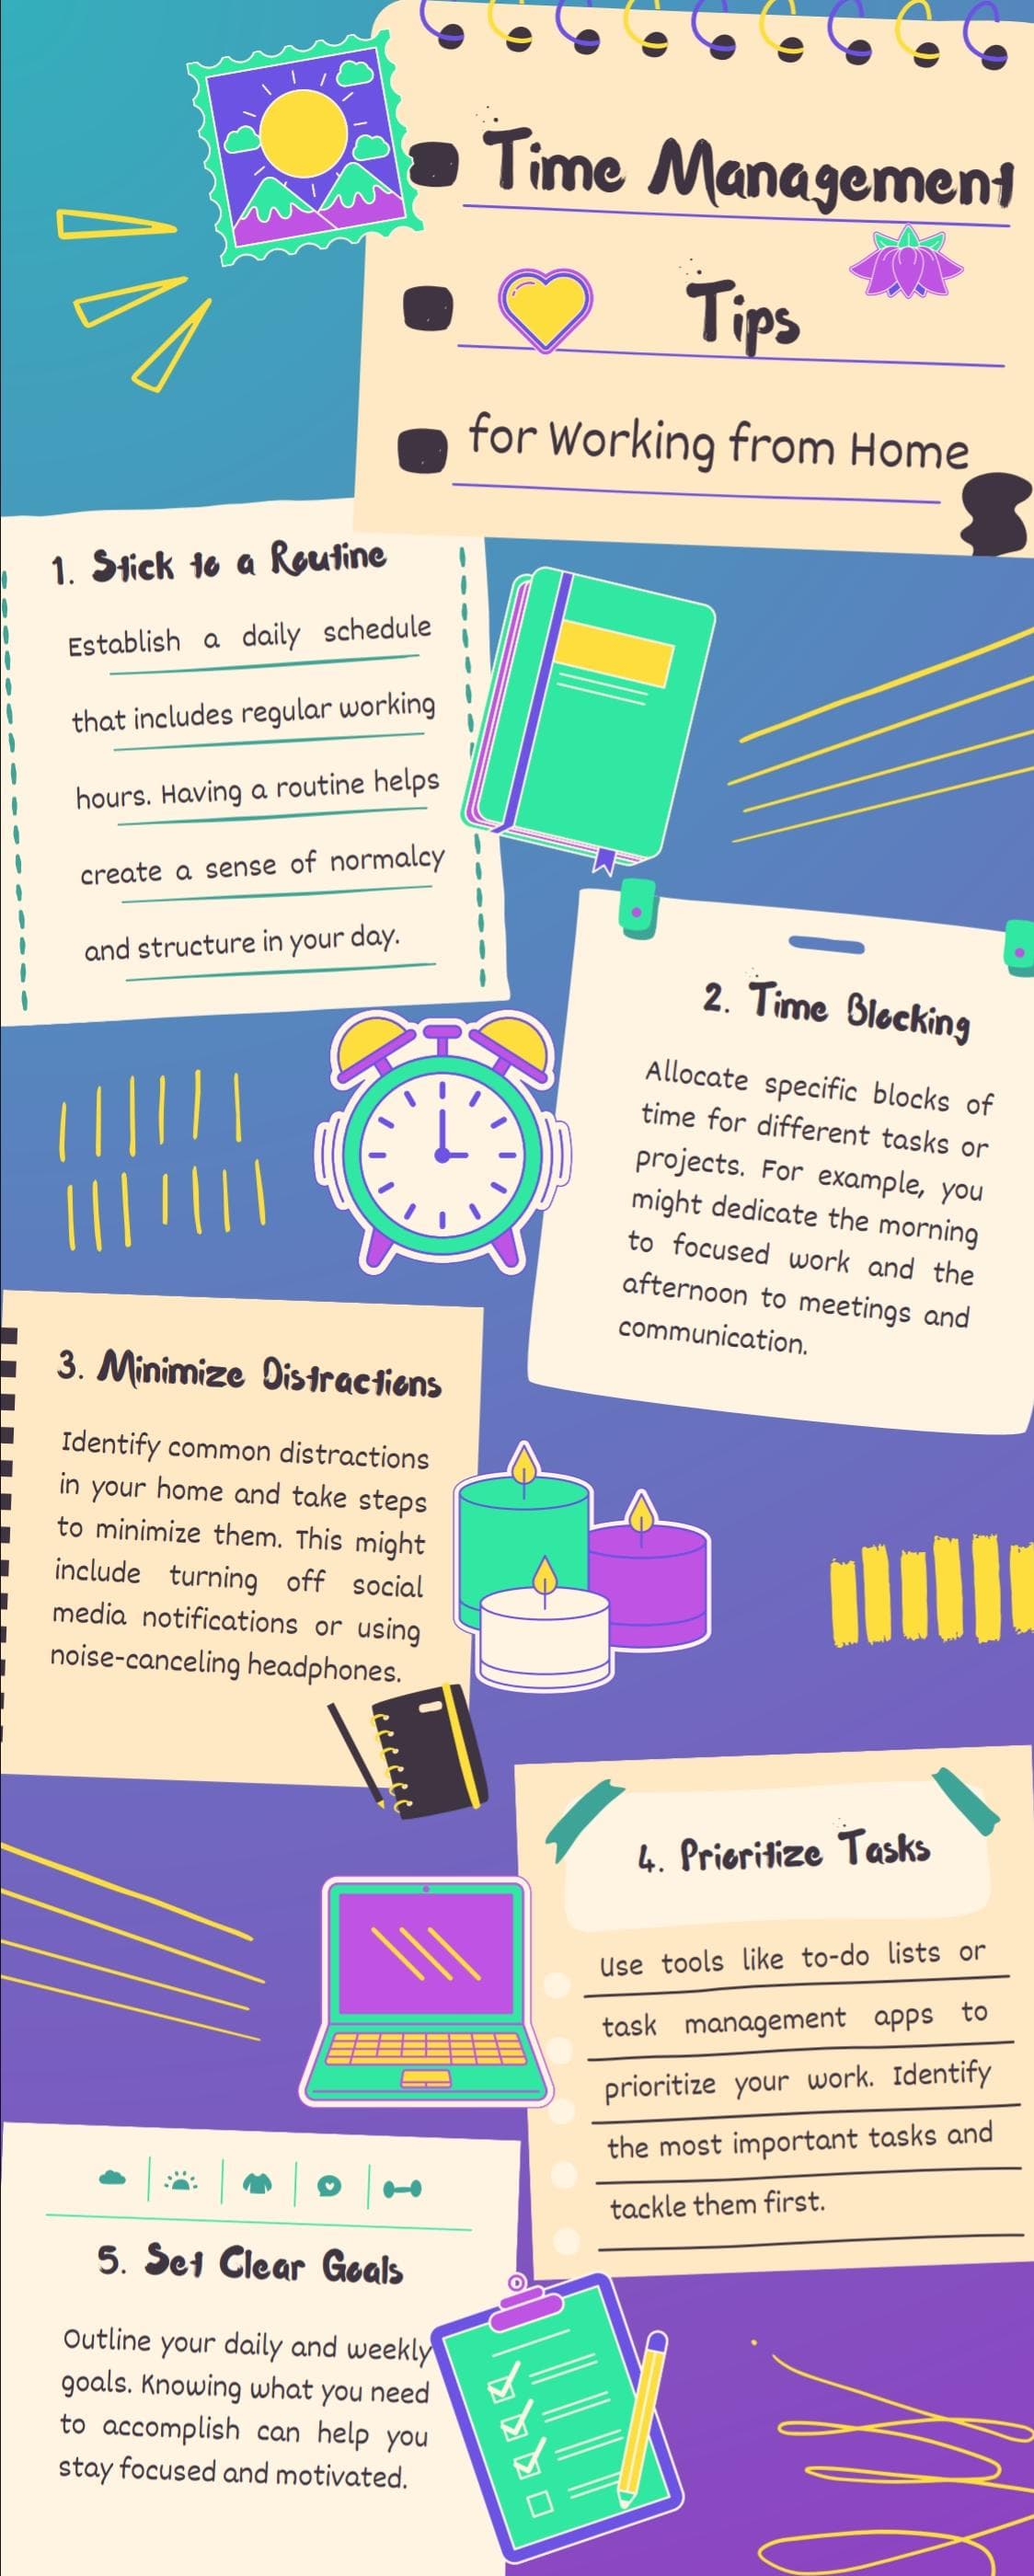 Time Management
Tips
for Working from Home
1. Stick to a Routine
Establish a daily schedule
that includes regular working
hours. Having a routine helps
create a sense of normalcy
and structure in your day.
2. Time Blocking
Allocate specific blocks of
time for different tasks or
projects. For example, you
might dedicate the morning
to focused work and the
afternoon to meetings and
communication.
3. Minimize Distractions
Identify common distractions
in your home and take steps
to minimize them. This might
include turning off social
media notifications or using
noise-canceling headphones.
4. Prioritize Tasks
Use tools like to-do lists or
task management apps to
prioritize your work. Identify
the most important tasks and
tackle them first.
5. Set Clear Goals
Outline your daily and weekly
goals. Knowing what you need
to accomplish can help you
stay focused and motivated.